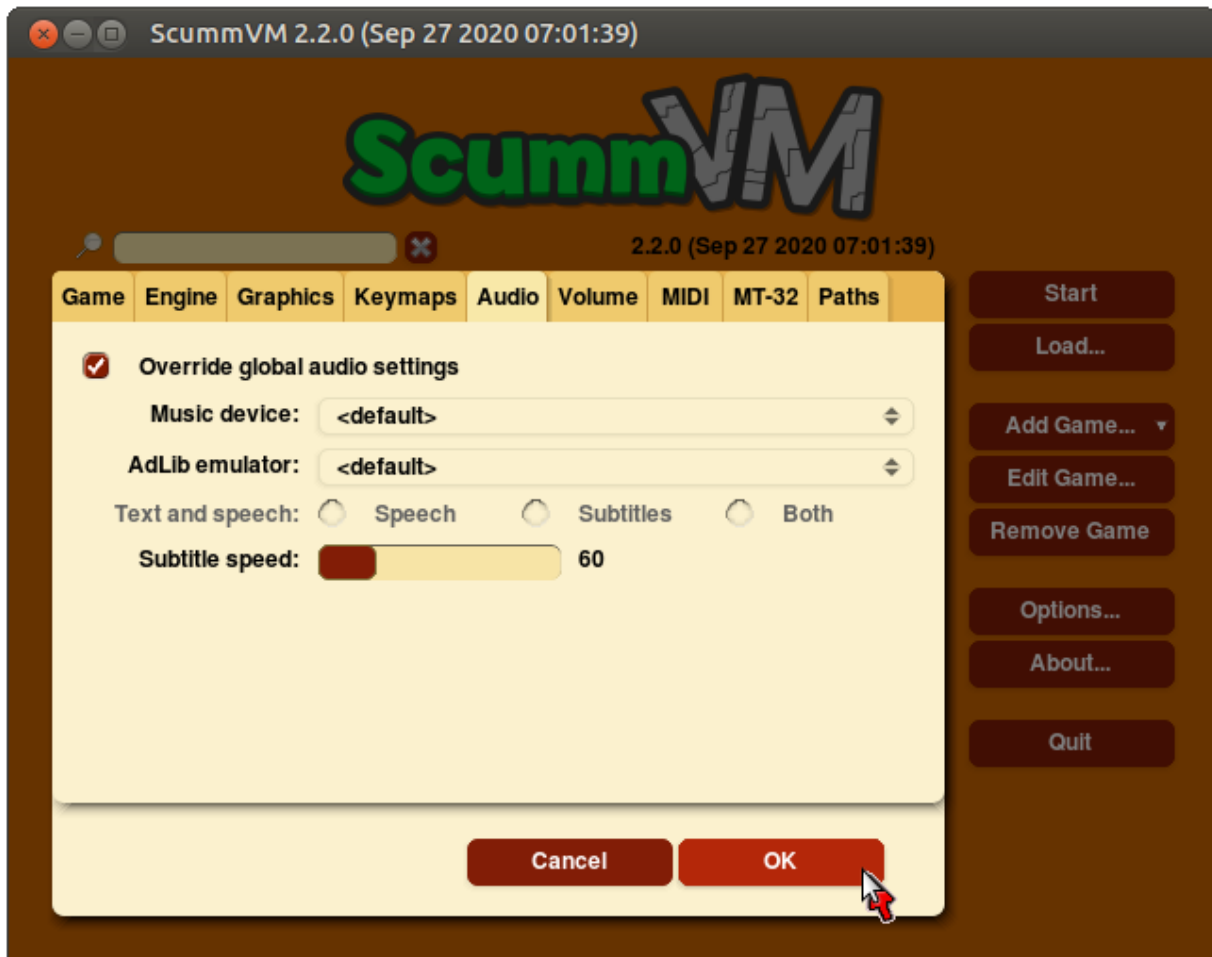 ScummVM 2.2.0 (Sep 27 2020 07:01:39)
ScummVM
2.2.0 (Sep 27 2020 07:01:39)
Game Engine Graphics Keymaps Audio Volume MIDI MT-32 Paths
Override global audio settings
Music device: <default>
AdLib emulator: <default>
Text and speech: Speech Subtitles Both
Subtitle speed: 60
Cancel OK
Start
Load...
Add Game...
Edit Game...
Remove Game
Options...
About...
Quit